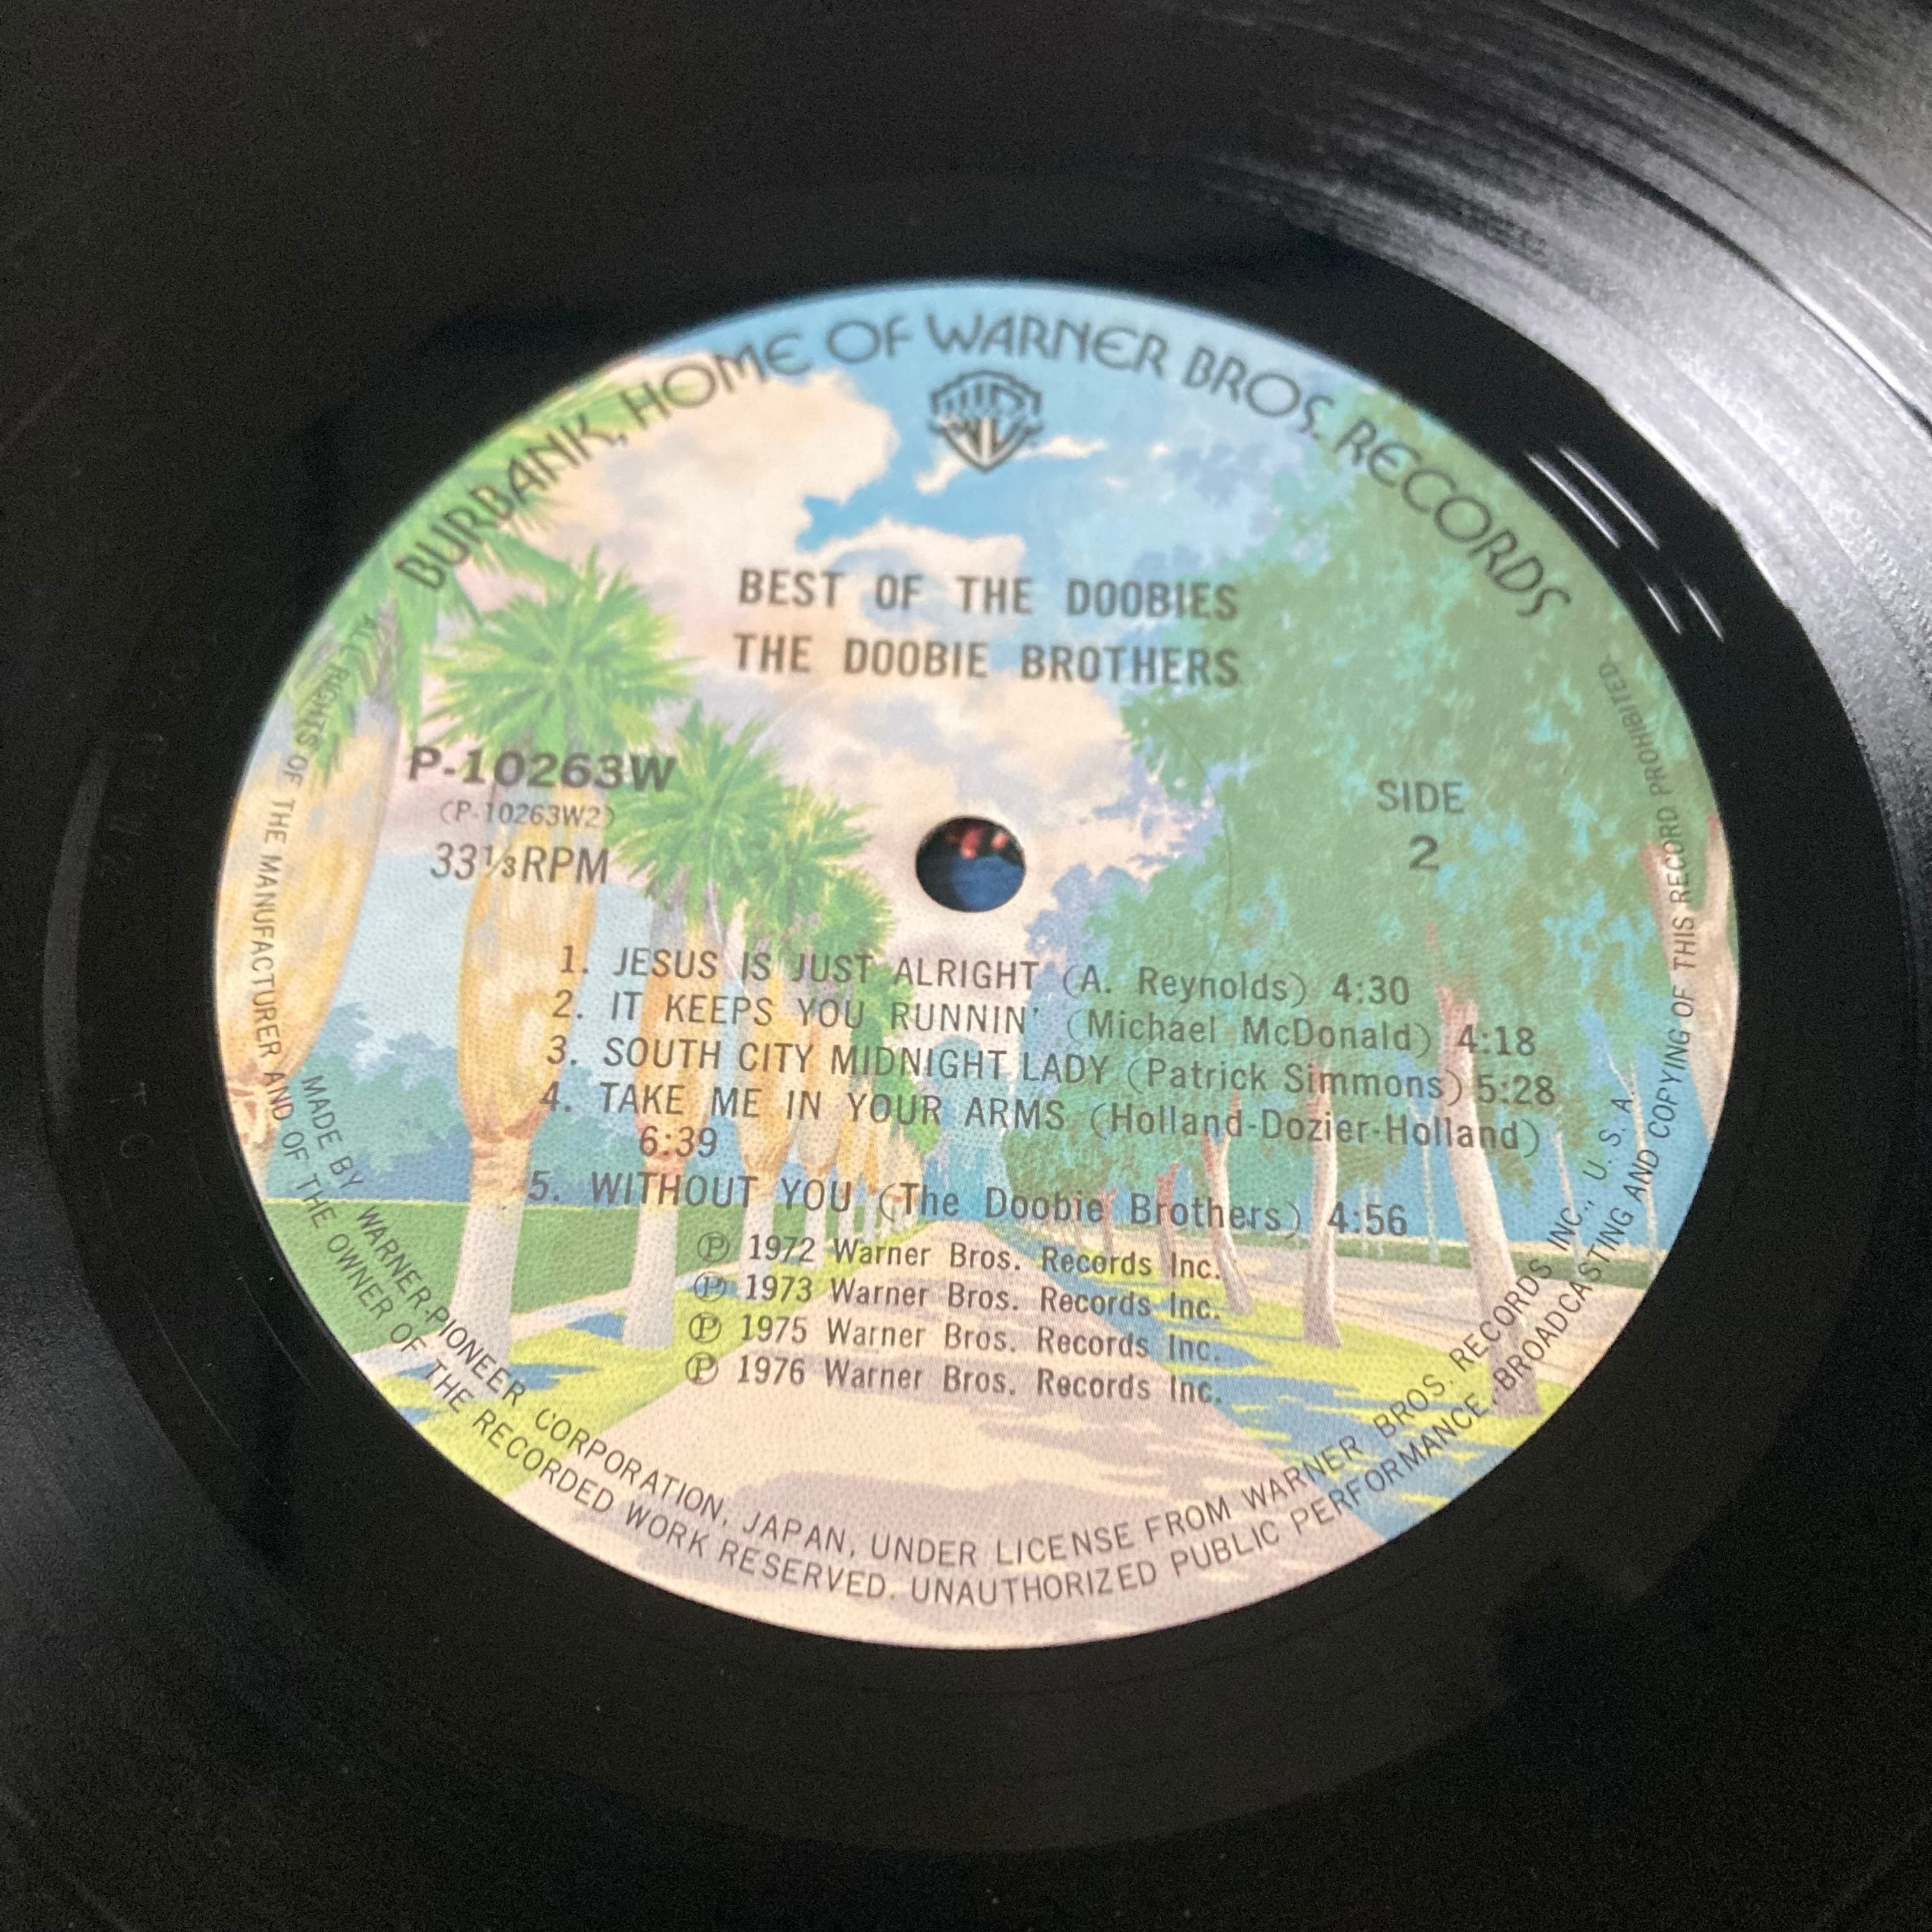 BURBANK, HOME OF WARNER BROS. RECORDS
BEST OF THE DOOBIES
THE DOOBIE BROTHERS
P-10263W
(P-10263W2)
33⅓RPM
SIDE
2
1. JESUS IS JUST ALRIGHT (A. Reynolds) 4:30
2. IT KEEPS YOU RUNNIN' (Michael McDonald) 4:18
3. SOUTH CITY MIDNIGHT LADY (Patrick Simmons) 5:28
4. TAKE ME IN YOUR ARMS (Holland-Dozier-Holland)
6:39
5. WITHOUT YOU (The Doobie Brothers) 4:56
Ⓟ 1972 Warner Bros. Records Inc.
Ⓟ 1973 Warner Bros. Records Inc.
Ⓟ 1975 Warner Bros. Records Inc.
Ⓟ 1976 Warner Bros. Records Inc.
MADE BY WARNER-PIONEER CORPORATION, JAPAN, UNDER LICENSE FROM WARNER BROS. RECORDS INC., U. S. A.
ALL RIGHTS OF THE MANUFACTURER AND OF THE OWNER OF THE RECORDED WORK RESERVED. UNAUTHORIZED PUBLIC PERFORMANCE, BROADCASTING AND COPYING OF THIS RECORD PROHIBITED.